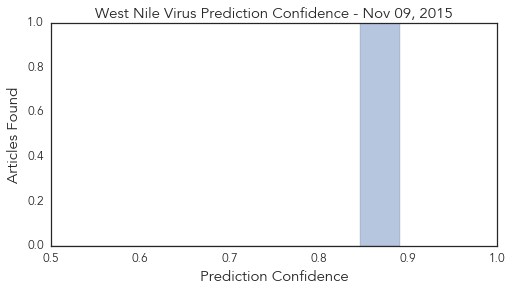 West Nile Virus Prediction Confidence - Nov 09, 2015
1.0
0.8
0.6
0.4
0.2
0.0
Articles Found
0.5 0.6 0.7 0.8 0.9 1.0
Prediction Confidence